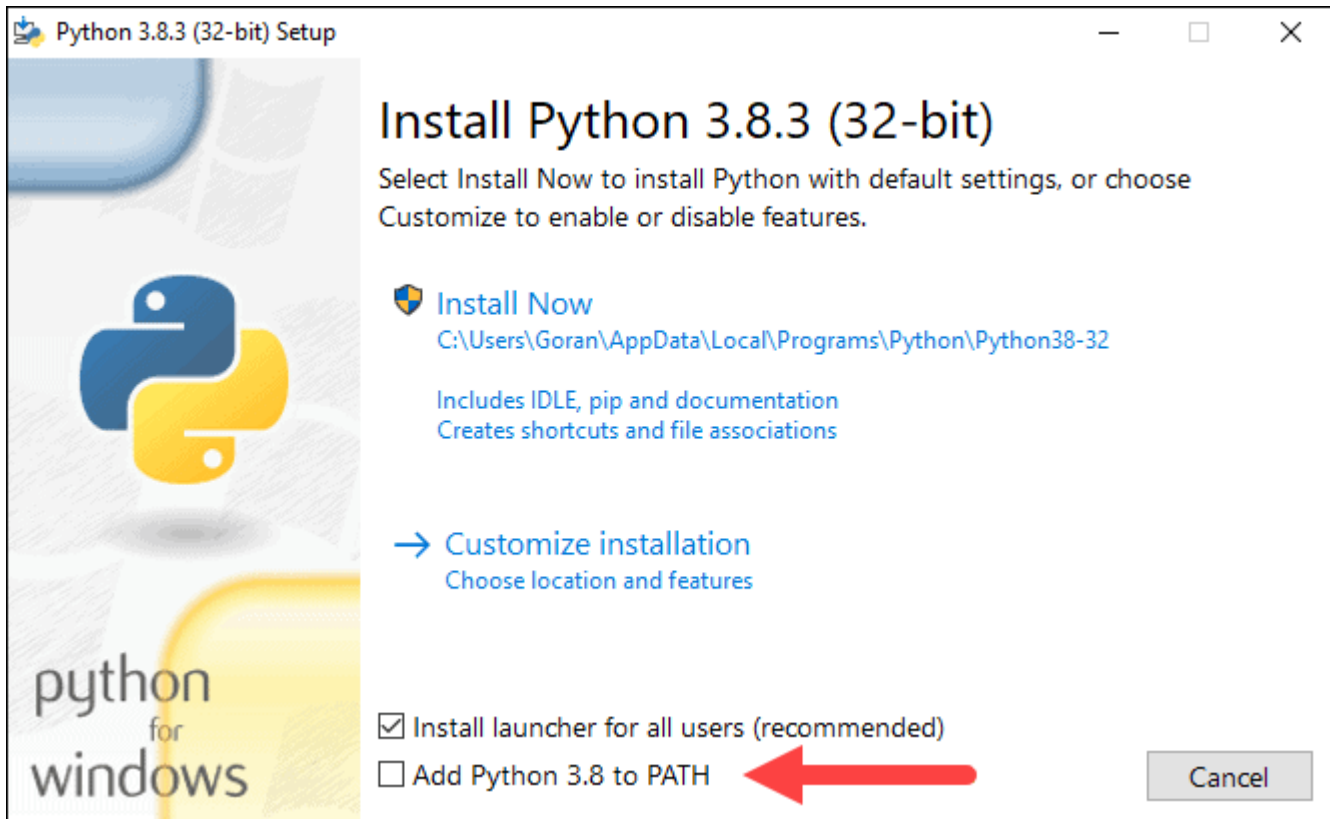 Python 3.8.3 (32-bit) Setup
Install Python 3.8.3 (32-bit)
Select Install Now to install Python with default settings, or choose
Customize to enable or disable features.
Install Now
C:\Users\Goran\AppData\Local\Programs\Python\Python38-32
Includes IDLE, pip and documentation
Creates shortcuts and file associations
Customize installation
Choose location and features
python
for
windows
Install launcher for all users (recommended)
Add Python 3.8 to PATH
Cancel